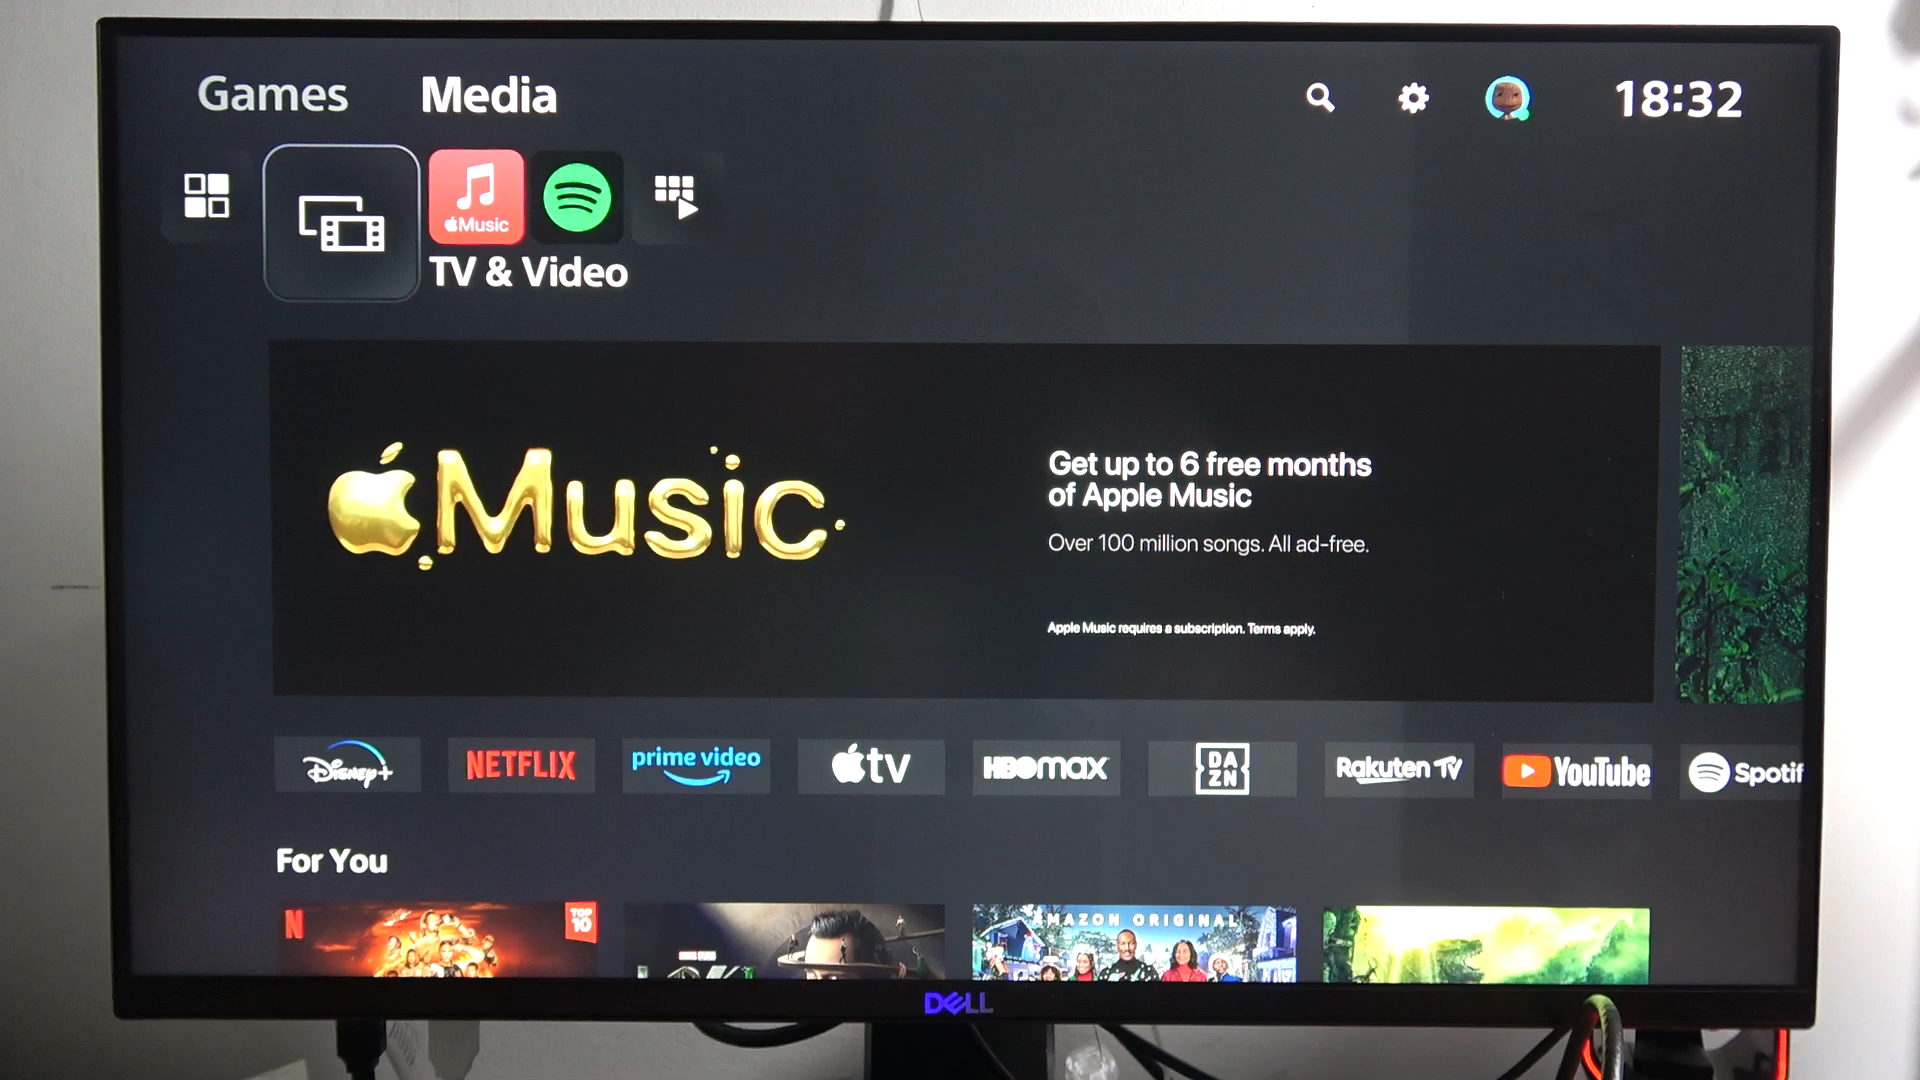 Games Media 18:32
Music
TV & Video
Music
Get up to 6 free months
of Apple Music
Over 100 million songs. All ad-free.
Apple Music requires a subscription. Terms apply.
Disney+ NETFLIX prime video tv HBOmax DAZN Rakuten TV YouTube Spotif
For You
N TOP 10
AMAZON ORIGINAL
DELL